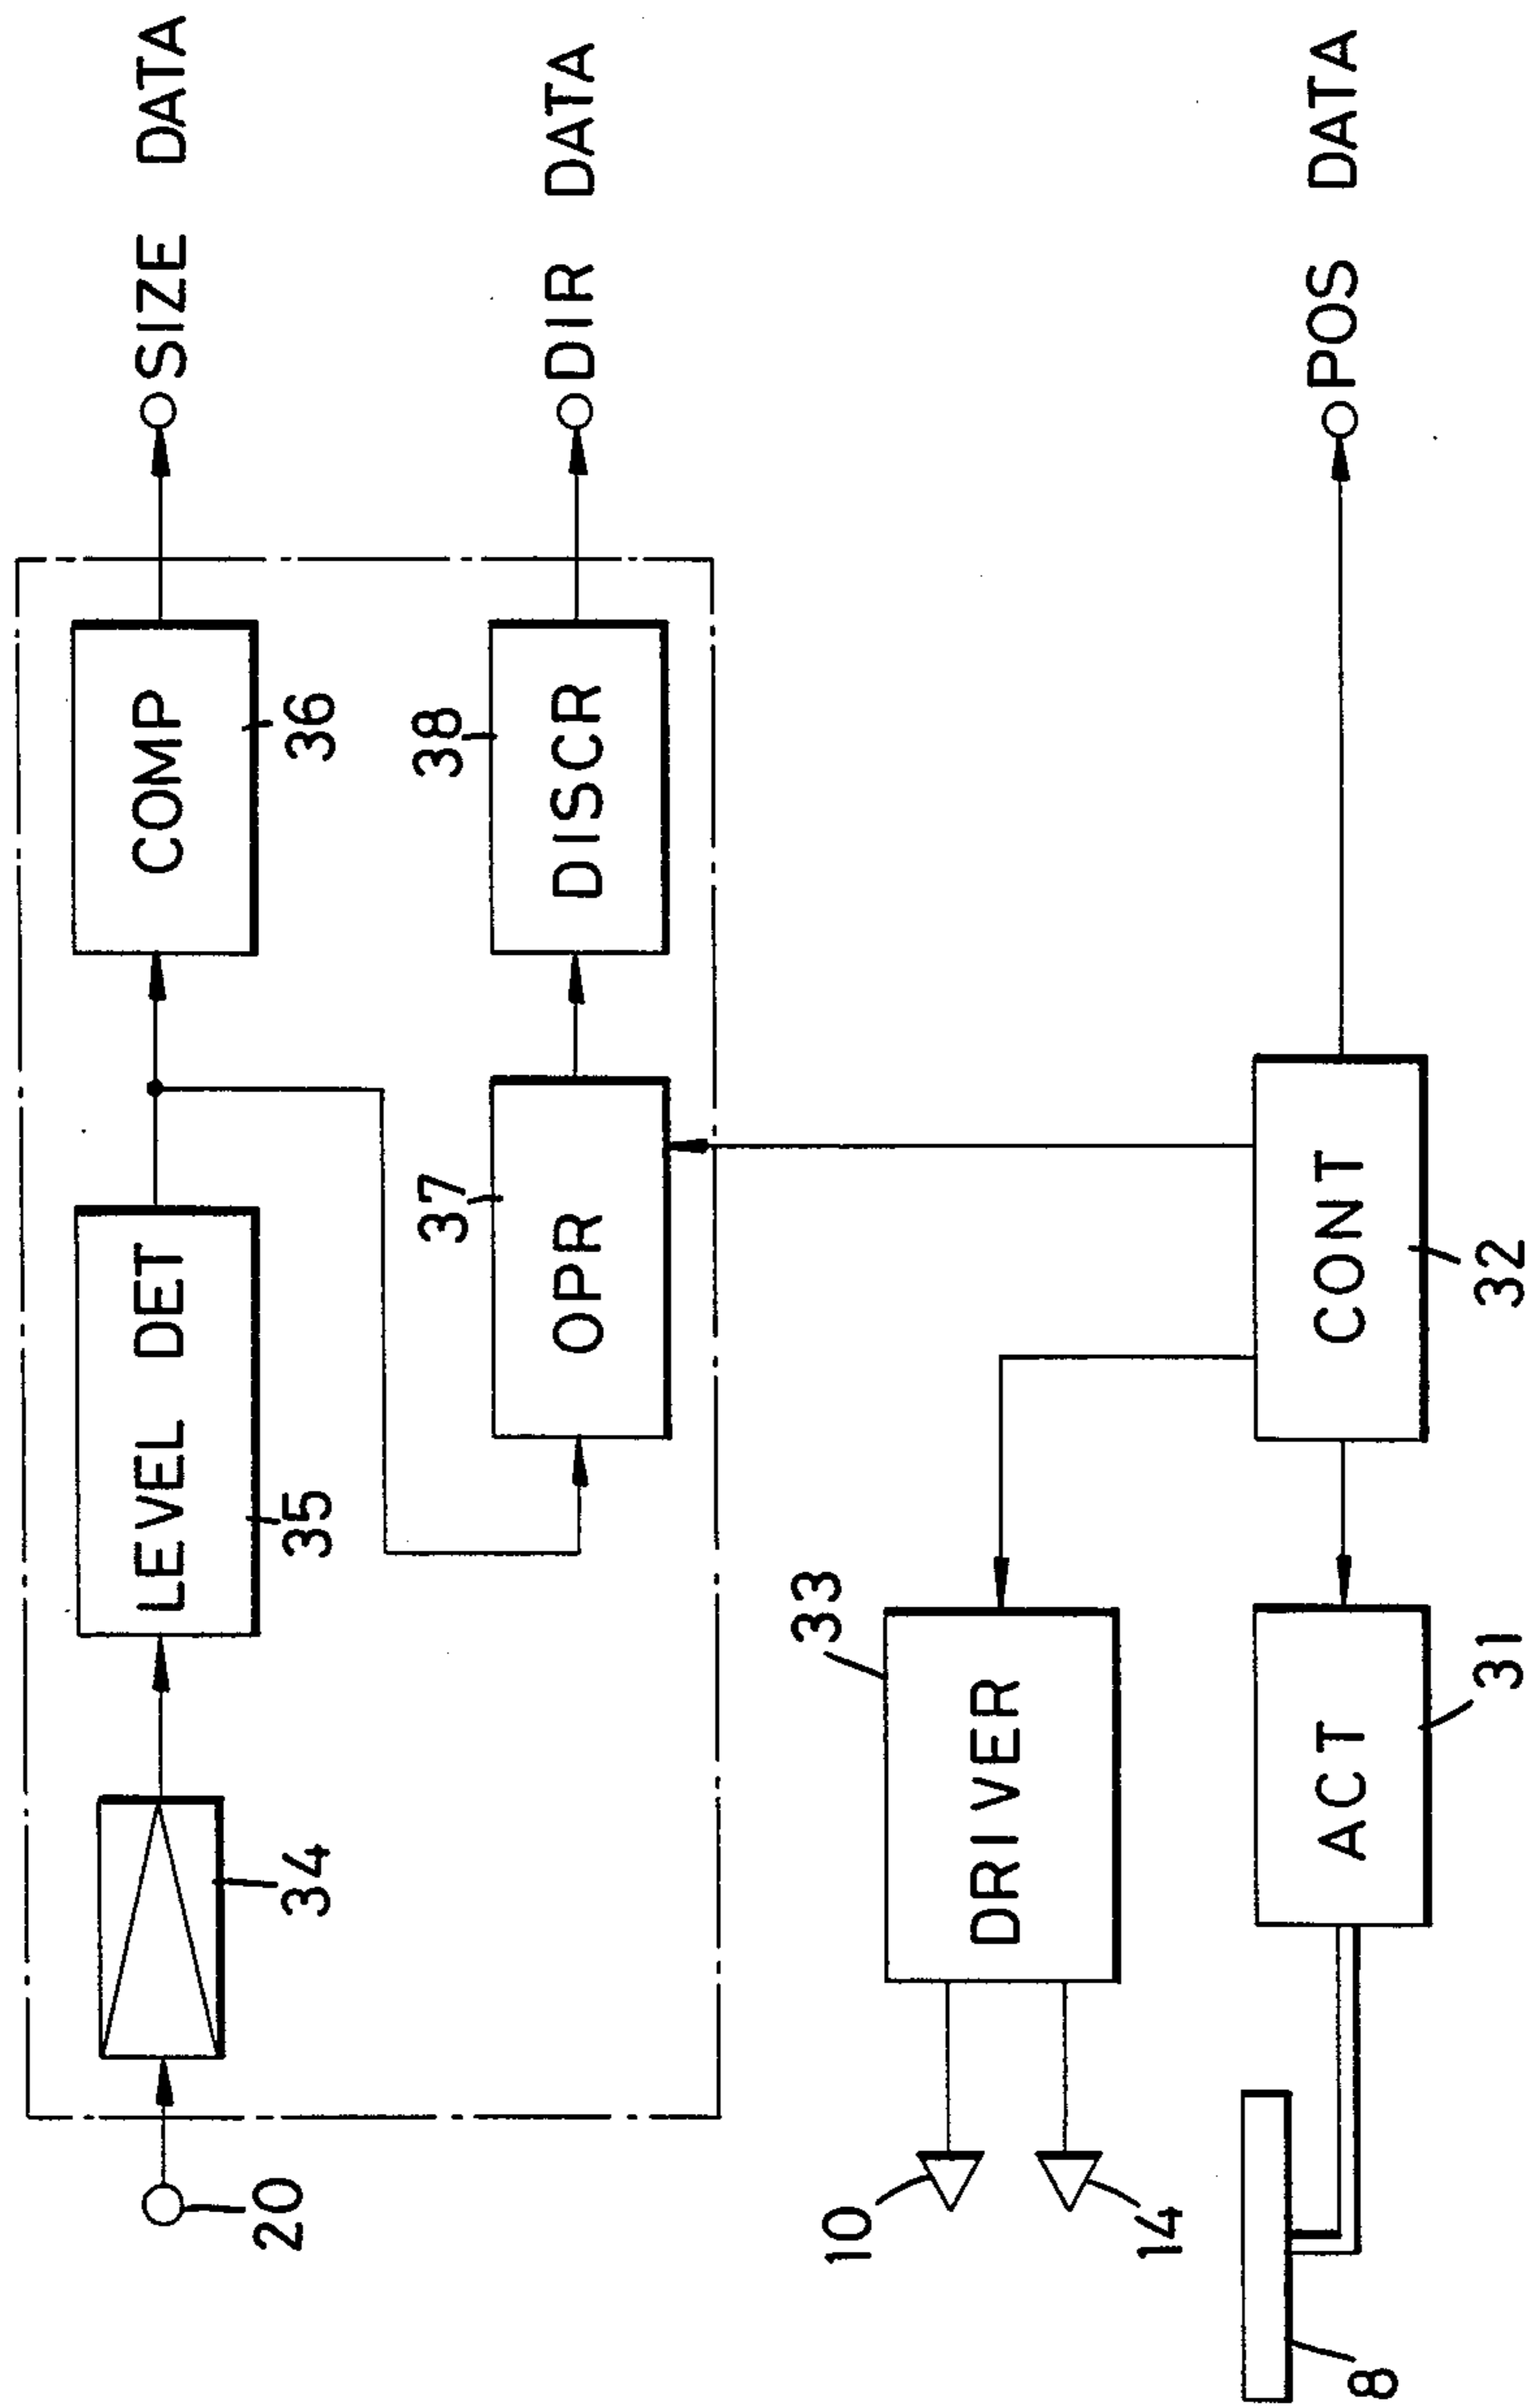 20
34
LEVEL DET
35
COMP
36
SIZE DATA
37
OPR
38
DISCR
DIR DATA
10
14
33
DRIVER
8
ACT
31
CONT
32
POS DATA